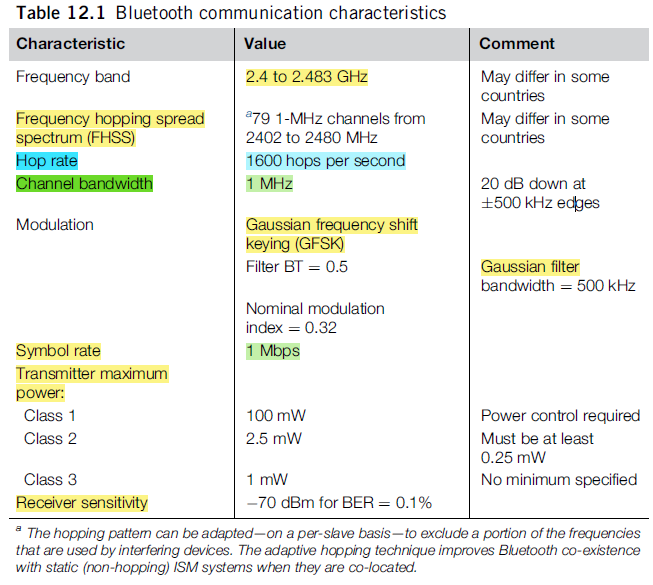 Table 12.1 Bluetooth communication characteristics
Characteristic Value Comment
Frequency band 2.4 to 2.483 GHz May differ in some
countries
Frequency hopping spread ᵃ79 1-MHz channels from May differ in some
spectrum (FHSS) 2402 to 2480 MHz countries
Hop rate 1600 hops per second
Channel bandwidth 1 MHz 20 dB down at
±500 kHz edges
Modulation Gaussian frequency shift
keying (GFSK)
Filter BT = 0.5 Gaussian filter
bandwidth = 500 kHz
Nominal modulation
index = 0.32
Symbol rate 1 Mbps
Transmitter maximum
power:
Class 1 100 mW Power control required
Class 2 2.5 mW Must be at least
0.25 mW
Class 3 1 mW No minimum specified
Receiver sensitivity −70 dBm for BER = 0.1%
ᵃ The hopping pattern can be adapted—on a per-slave basis—to exclude a portion of the frequencies
that are used by interfering devices. The adaptive hopping technique improves Bluetooth co-existence
with static (non-hopping) ISM systems when they are co-located.